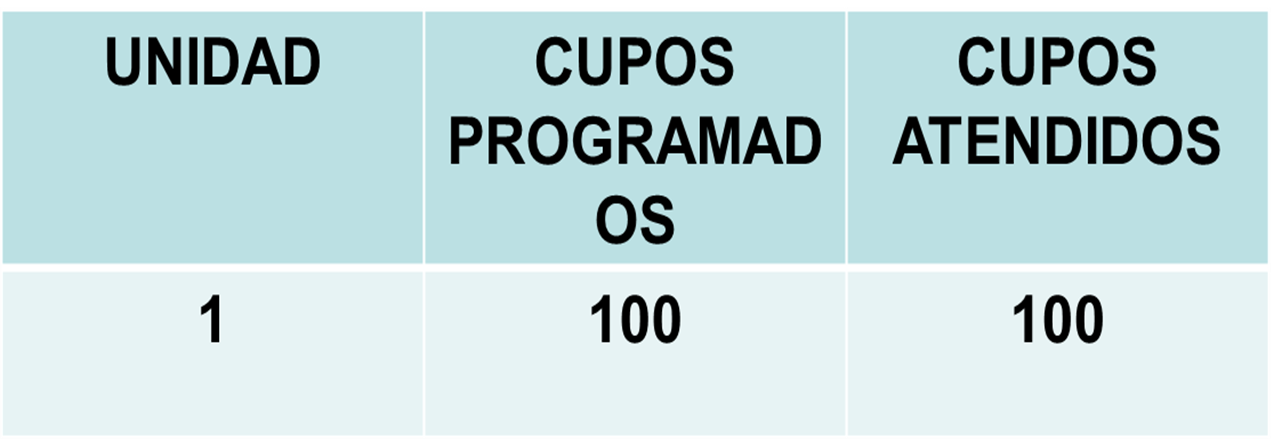 UNIDAD
CUPOS
PROGRAMAD
OS
CUPOS
ATENDIDOS
1
100
100